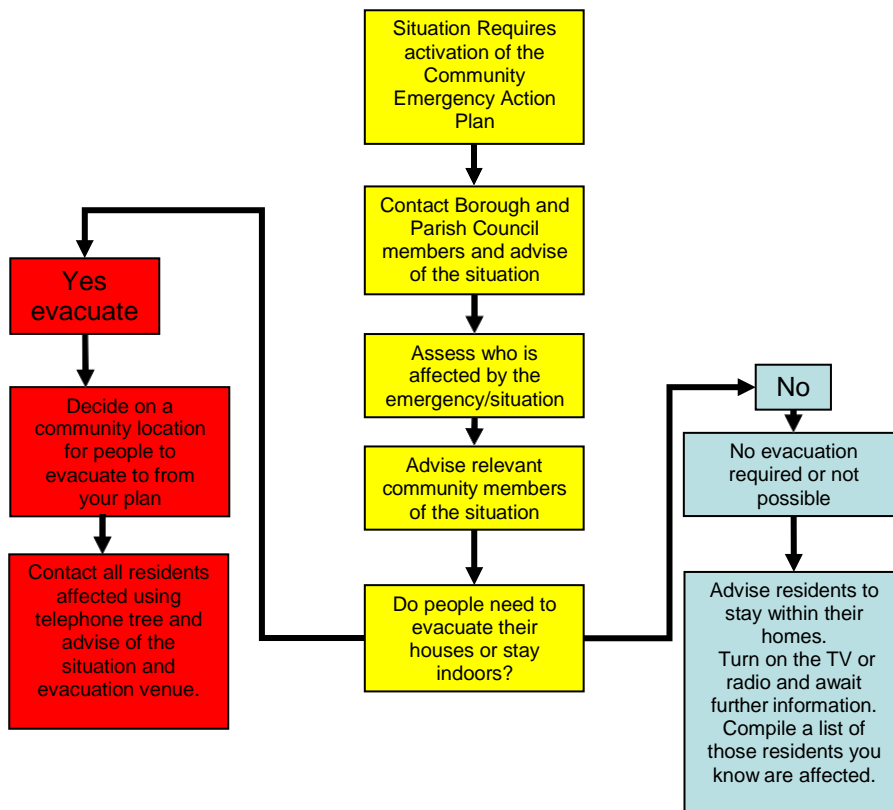 Situation Requires
activation of the
Community
Emergency Action
Plan
Contact Borough and
Parish Council
members and advise
of the situation
Assess who is
affected by the
emergency/situation
Advise relevant
community members
of the situation
Do people need to
evacuate their
houses or stay
indoors?
Yes
evacuate
Decide on a
community location
for people to
evacuate to from
your plan
Contact all residents
affected using
telephone tree and
advise of the
situation and
evacuation venue.
No
No evacuation
required or not
possible
Advise residents to
stay within their
homes.
Turn on the TV or
radio and await
further information.
Compile a list of
those residents you
know are affected.